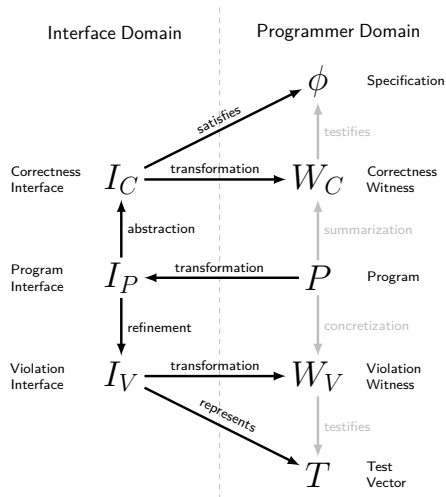 Interface Domain
Programmer Domain
ϕ
Specification
satisfies
testifies
Correctness
Interface
I_C
transformation
W_C
Correctness
Witness
abstraction
summarization
Program
Interface
I_P
transformation
P
Program
refinement
concretization
Violation
Interface
I_V
transformation
W_V
Violation
Witness
represents
testifies
T
Test
Vector